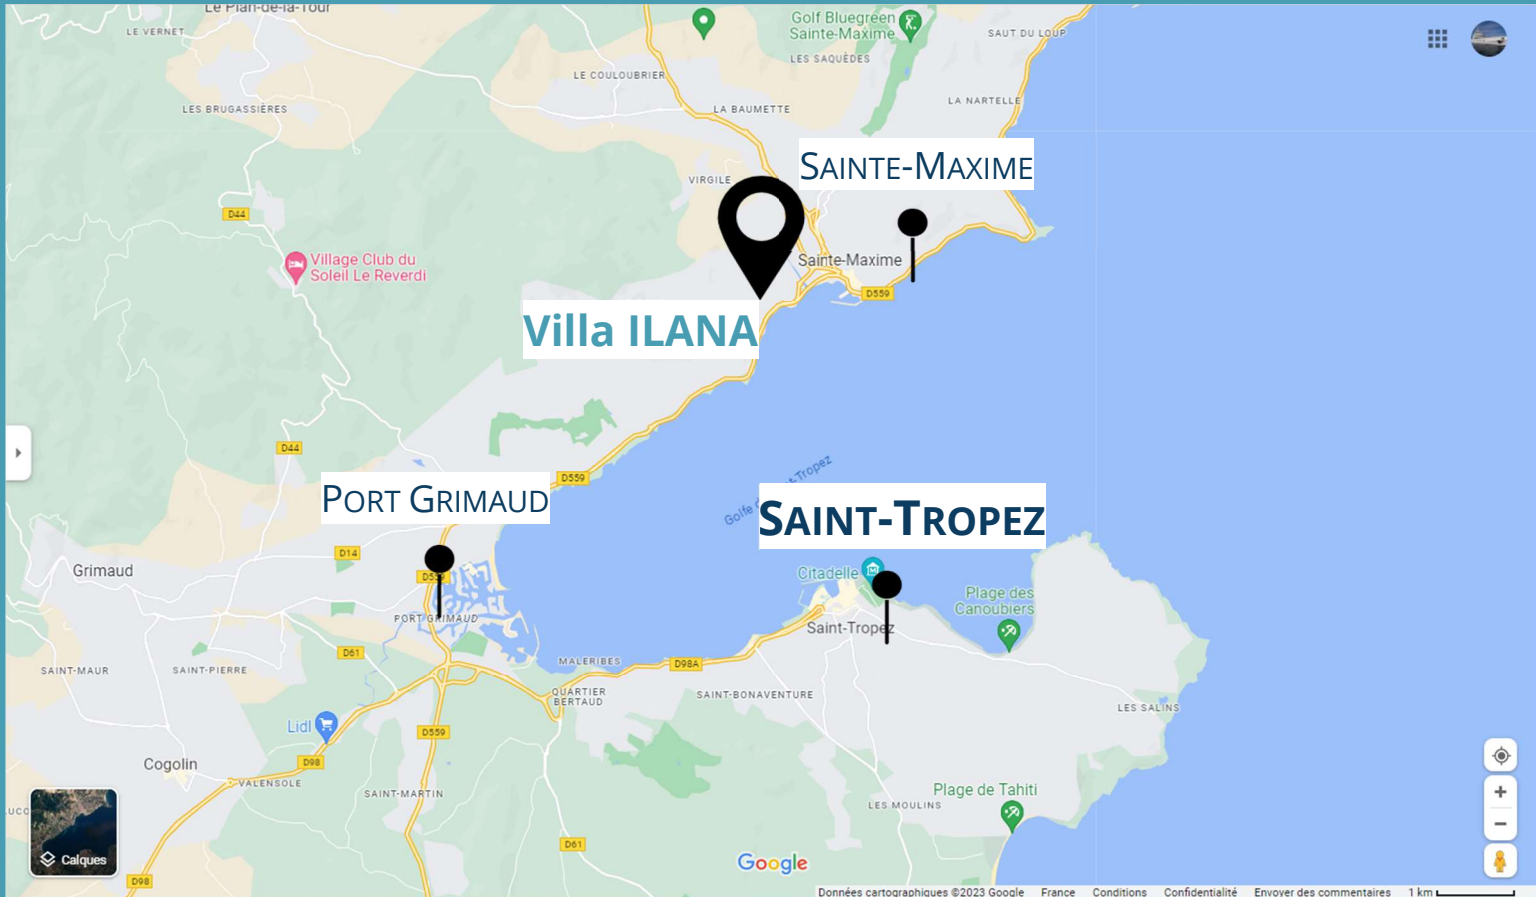 Le Plan-de-la-Tour
LE VERNET
Golf Bluegreen
Sainte-Maxime
SAUT DU LOUP
LES SAQUÈDES
LE COULOUBRIER
LES BRUGASSIÈRES
LA BAUMETTE
LA NARTELLE
SAINTE-MAXIME
VIRGILE
D44
Village Club du
Soleil Le Reverdi
Sainte-Maxime
D559
Villa ILANA
D44
D559
PORT GRIMAUD
Golfe
t-Tropez
SAINT-TROPEZ
D14
Grimaud
D559
Citadelle
Plage des
Canoubiers
PORT GRIMAUD
Saint-Tropez
D61
SAINT-MAUR
SAINT-PIERRE
MALERIBES
D98A
QUARTIER
BERTAUD
SAINT-BONAVENTURE
LES SALINS
Lidl
D559
D98
Cogolin
VALENSOLE
SAINT-MARTIN
Plage de Tahiti
LES MOULINS
D61
Calques
Google
D98
Données cartographiques ©2023 Google France Conditions Confidentialité Envoyer des commentaires 1 km